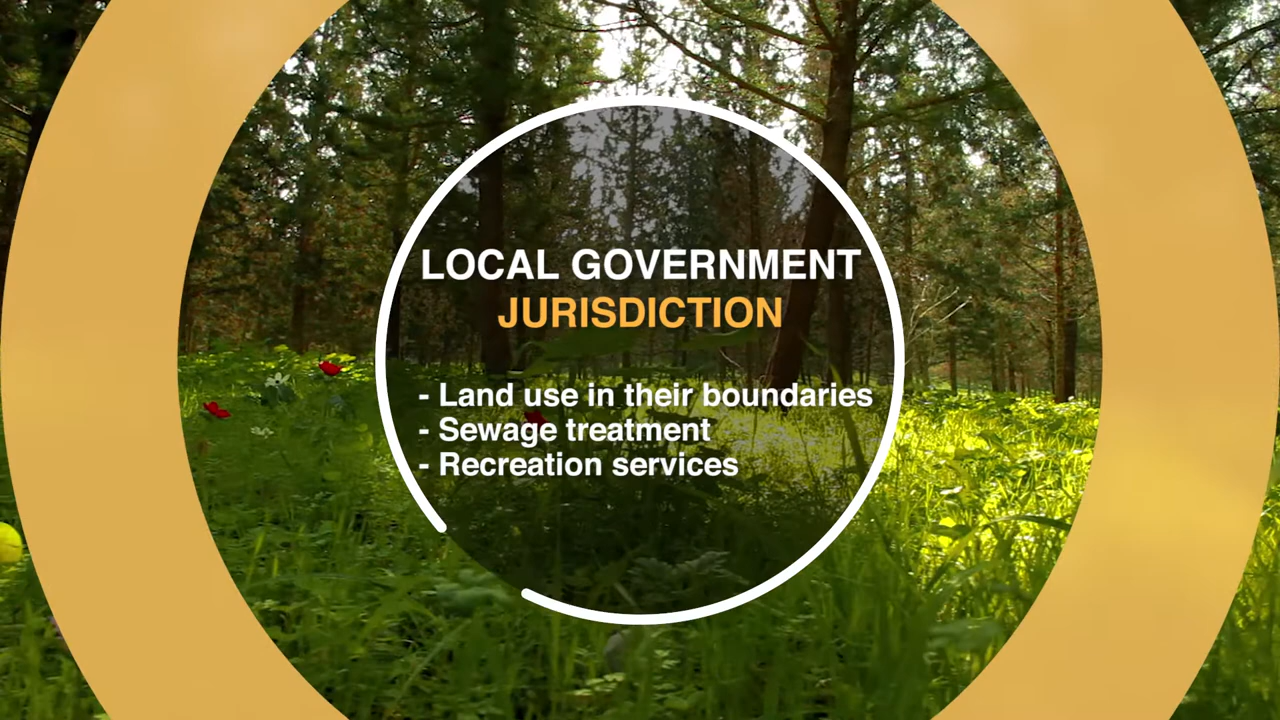 LOCAL GOVERNMENT
JURISDICTION
- Land use in their boundaries
- Sewage treatment
- Recreation services